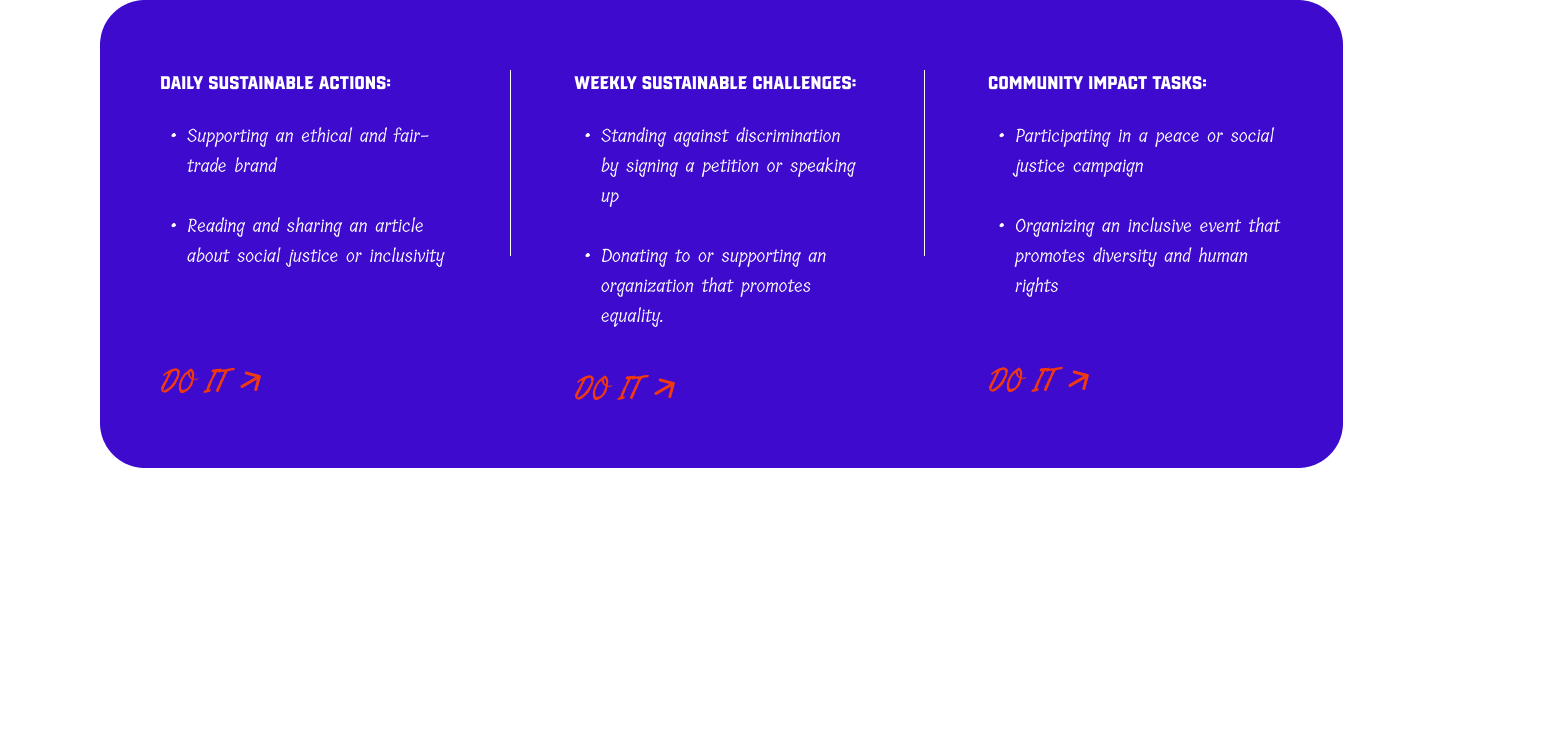 DAILY SUSTAINABLE ACTIONS:
• Supporting an ethical and fair-
trade brand
• Reading and sharing an article
about social justice or inclusivity
DO IT ↗
WEEKLY SUSTAINABLE CHALLENGES:
• Standing against discrimination
by signing a petition or speaking
up
• Donating to or supporting an
organization that promotes
equality.
DO IT ↗
COMMUNITY IMPACT TASKS:
• Participating in a peace or social
justice campaign
• Organizing an inclusive event that
promotes diversity and human
rights
DO IT ↗